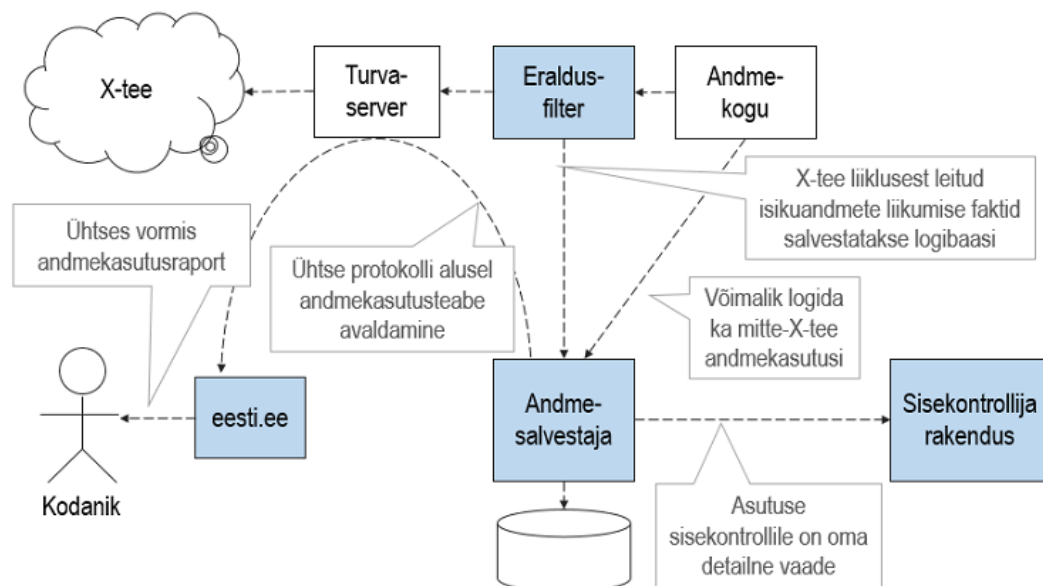 X-tee
Turva-
server
Eraldus-
filter
Andme-
kogu
X-tee liiklusest leitud
isikuandmete liikumise faktid
salvestatakse logibaasi
Ühtses vormis
andmekasutusraport
Ühtse protokolli alusel
andmekasutusteabe
avaldamine
Võimalik logida
ka mitte-X-tee
andmekasutusi
Kodanik
eesti.ee
Andme-
salvestaja
Sisekontrollija
rakendus
Asutuse
sisekontrollile on oma
detailne vaade